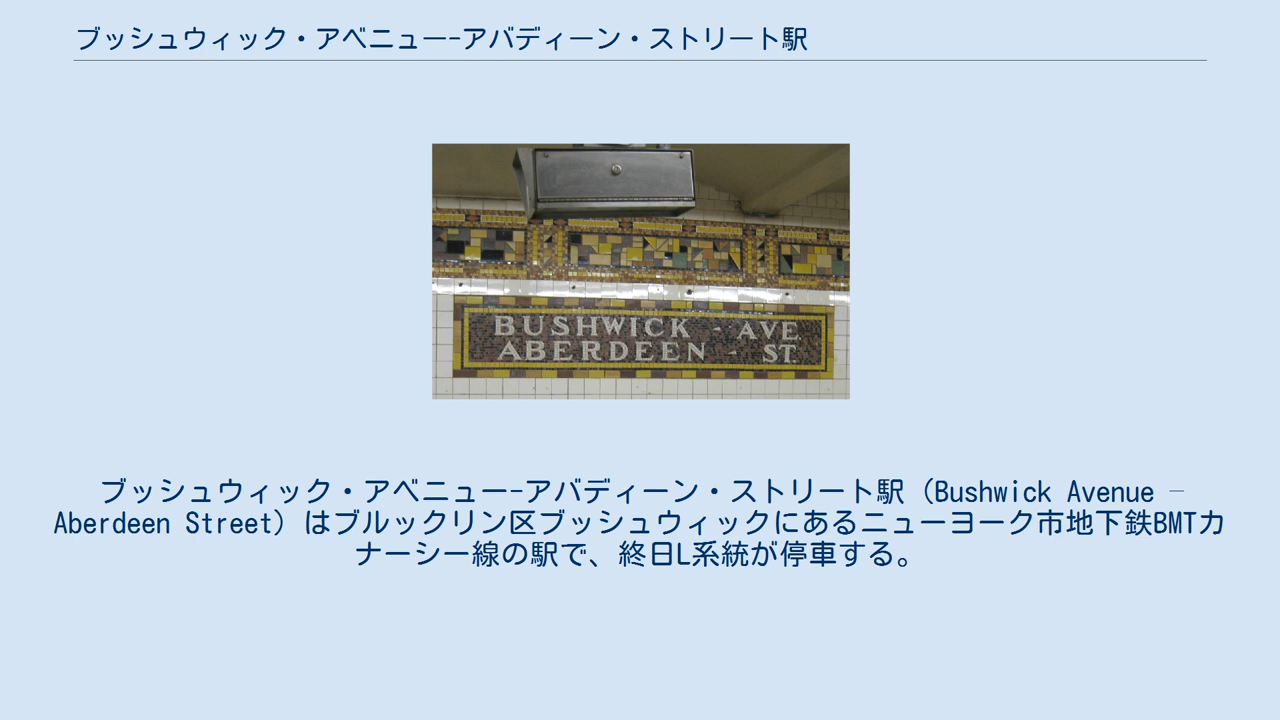 ブッシュウィック・アベニュー-アバディーン・ストリート駅
BUSHWICK - AVE
ABERDEEN - ST.
ブッシュウィック・アベニュー-アバディーン・ストリート駅（Bushwick Avenue –
Aberdeen Street）はブルックリン区ブッシュウィックにあるニューヨーク市地下鉄BMTカ
ナーシー線の駅で、終日L系統が停車する。